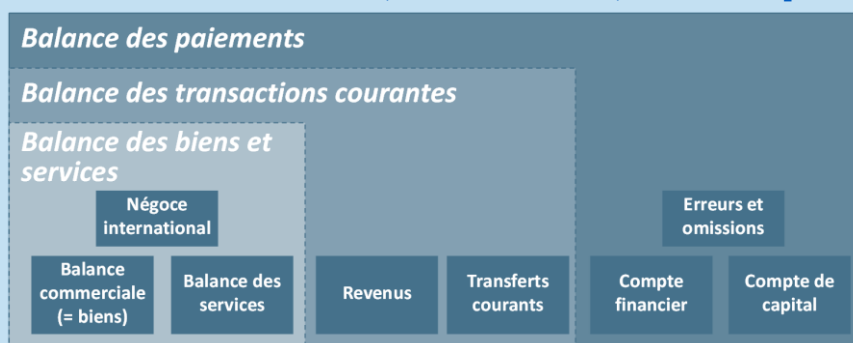 Balance des paiements
Balance des transactions courantes
Balance des biens et
services
Négoce
international
Erreurs et
omissions
Balance
commerciale
(= biens)
Balance des
services
Revenus
Transferts
courants
Compte
financier
Compte de
capital